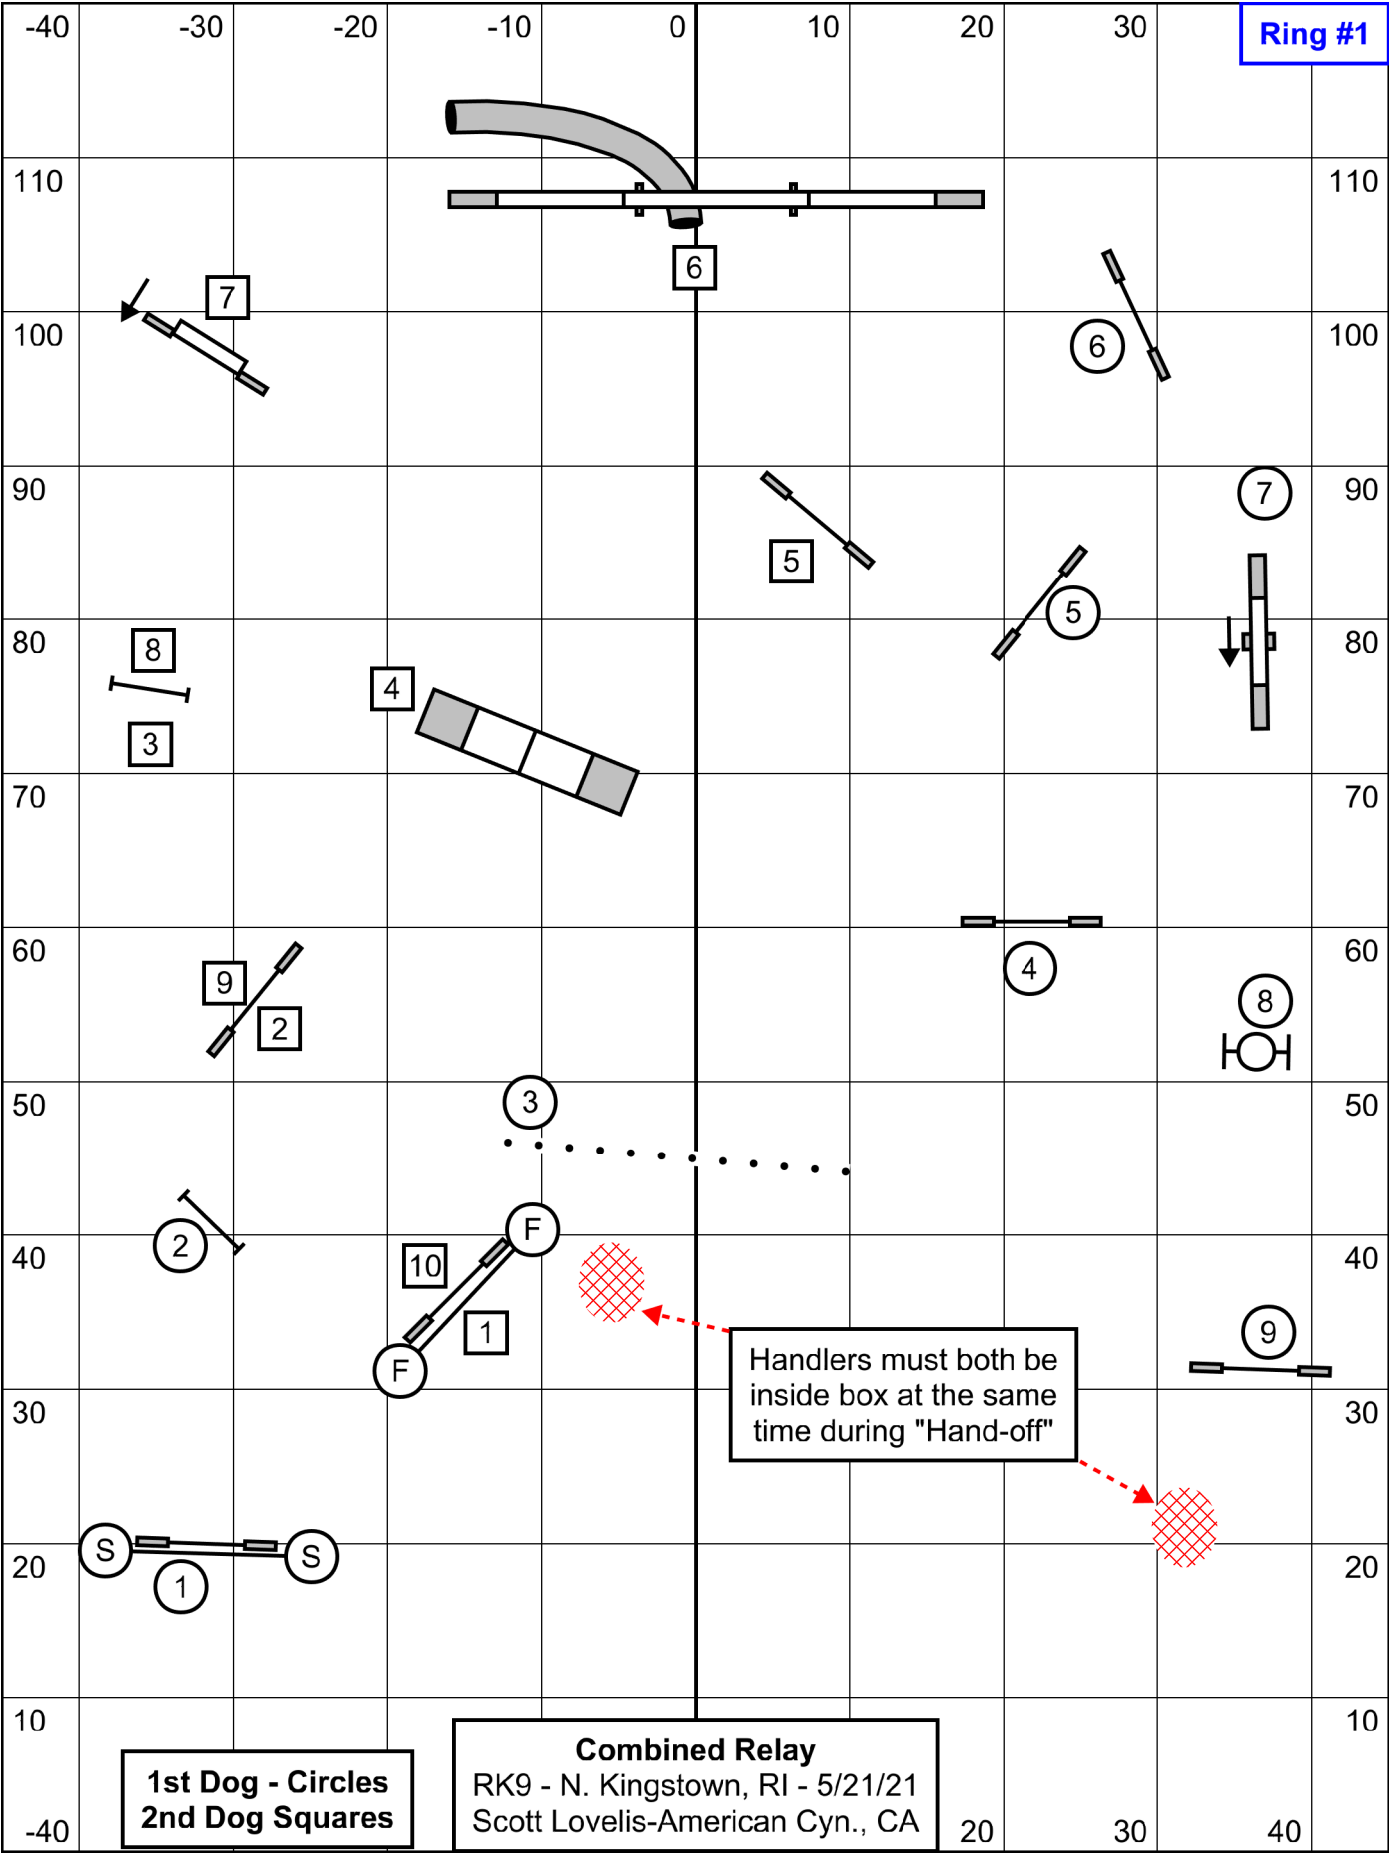 -40 -30 -20 -10 0 10 20 30
Ring #1
110 110
6
7
100 100
6
90 90
7
5
5
80 80
8
4
3
70 70
60 60
4
9
8
2
50 50
3
F
2
40 40
10
1
9
Handlers must both be
inside box at the same
time during "Hand-off"
F
30 30
S S
20 20
1
10 10
Combined Relay
RK9 - N. Kingstown, RI - 5/21/21
Scott Lovelis-American Cyn., CA
1st Dog - Circles
2nd Dog Squares
-40 20 30 40